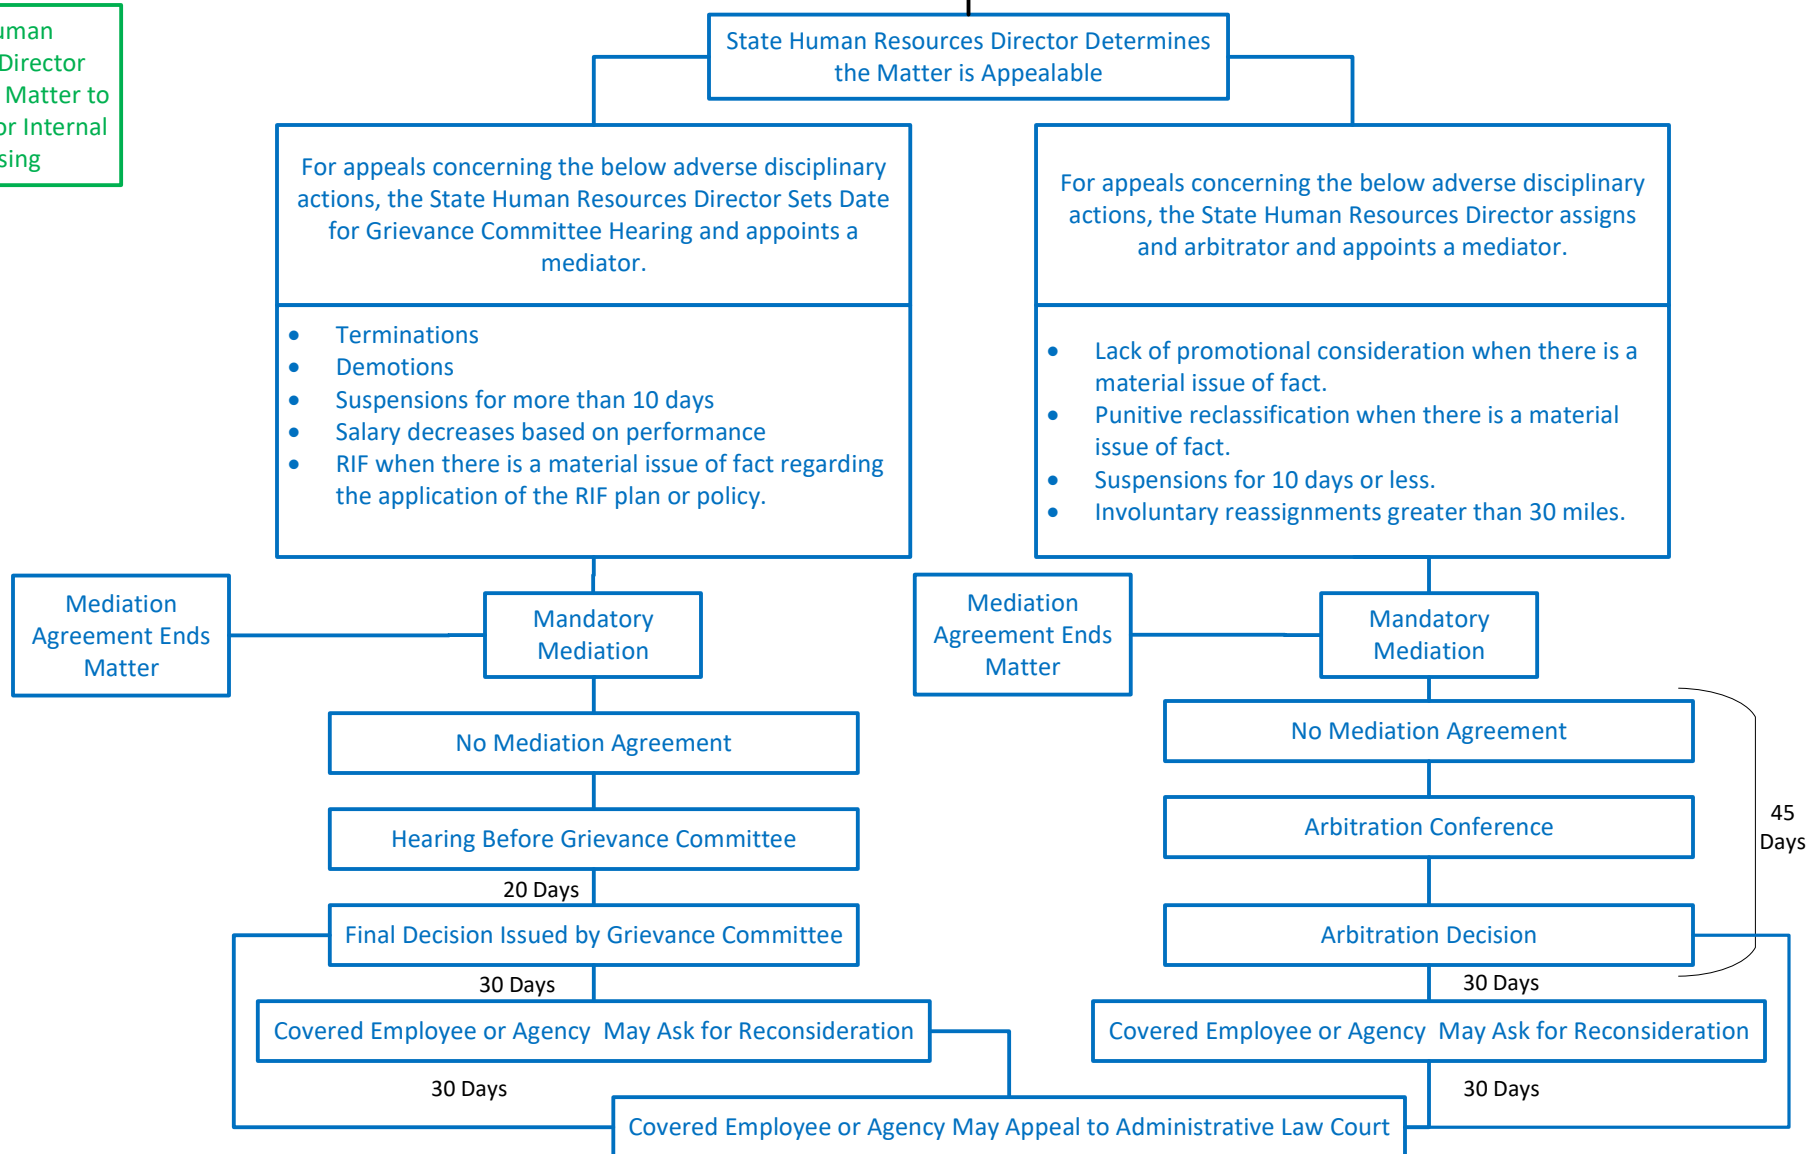 uman
Director
Matter to
or Internal
sing
State Human Resources Director Determines
the Matter is Appealable
For appeals concerning the below adverse disciplinary
actions, the State Human Resources Director Sets Date
for Grievance Committee Hearing and appoints a
mediator.
• Terminations
• Demotions
• Suspensions for more than 10 days
• Salary decreases based on performance
• RIF when there is a material issue of fact regarding
the application of the RIF plan or policy.
For appeals concerning the below adverse disciplinary
actions, the State Human Resources Director assigns
and arbitrator and appoints a mediator.
• Lack of promotional consideration when there is a
material issue of fact.
• Punitive reclassification when there is a material
issue of fact.
• Suspensions for 10 days or less.
• Involuntary reassignments greater than 30 miles.
Mediation
Agreement Ends
Matter
Mandatory
Mediation
No Mediation Agreement
Hearing Before Grievance Committee
20 Days
Final Decision Issued by Grievance Committee
30 Days
Covered Employee or Agency  May Ask for Reconsideration
30 Days
Mediation
Agreement Ends
Matter
Mandatory
Mediation
No Mediation Agreement
Arbitration Conference
45
Days
Arbitration Decision
30 Days
Covered Employee or Agency  May Ask for Reconsideration
30 Days
Covered Employee or Agency May Appeal to Administrative Law Court